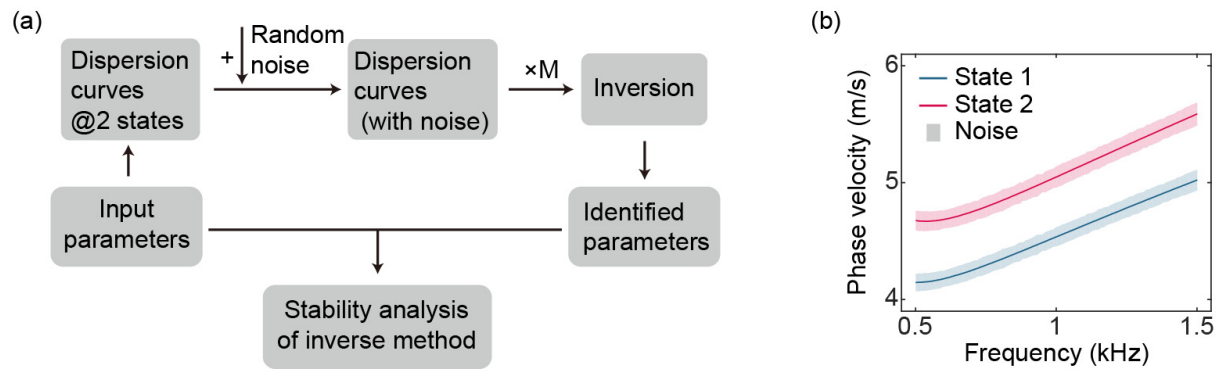 (a)
Dispersion
curves
@2 states
+
Random
noise
Dispersion
curves
(with noise)
×M
Inversion
Input
parameters
Identified
parameters
Stability analysis
of inverse method
(b)
Phase velocity (m/s)
6
5
4
State 1
State 2
Noise
0.5
1
1.5
Frequency (kHz)